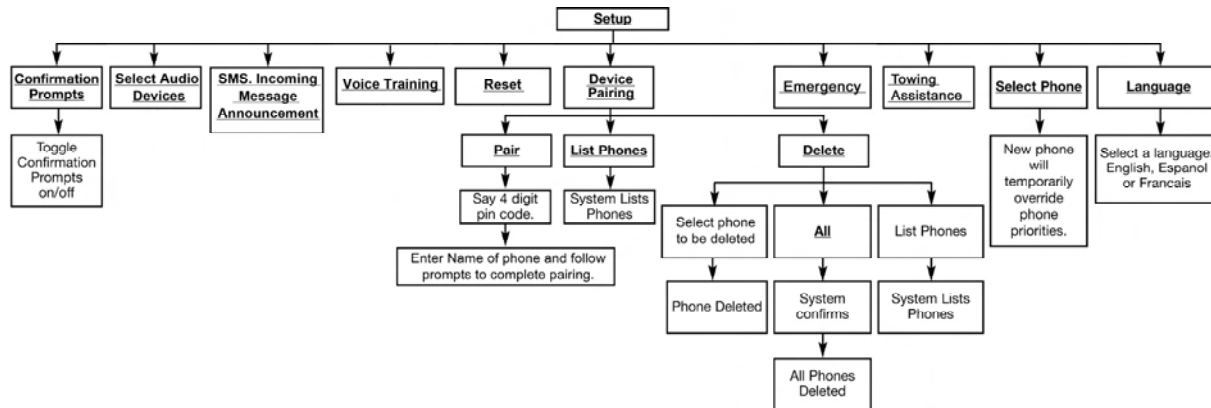 Setup
Confirmation
Prompts
Select Audio
Devices
SMS. Incoming
Message
Announcement
Voice Training
Reset
Device
Pairing
Emergency
Towing
Assistance
Select Phone
Language
Toggle
Confirmation
Prompts
on/off
Pair
List Phones
Delete
New phone
will
temporarily
override
phone
priorities.
Select a language:
English, Espanol
or Francais
Say 4 digit
pin code.
System Lists
Phones
Select phone
to be deleted
All
List Phones
Enter Name of phone and follow
prompts to complete pairing.
Phone Deleted
System
confirms
System Lists
Phones
All Phones
Deleted